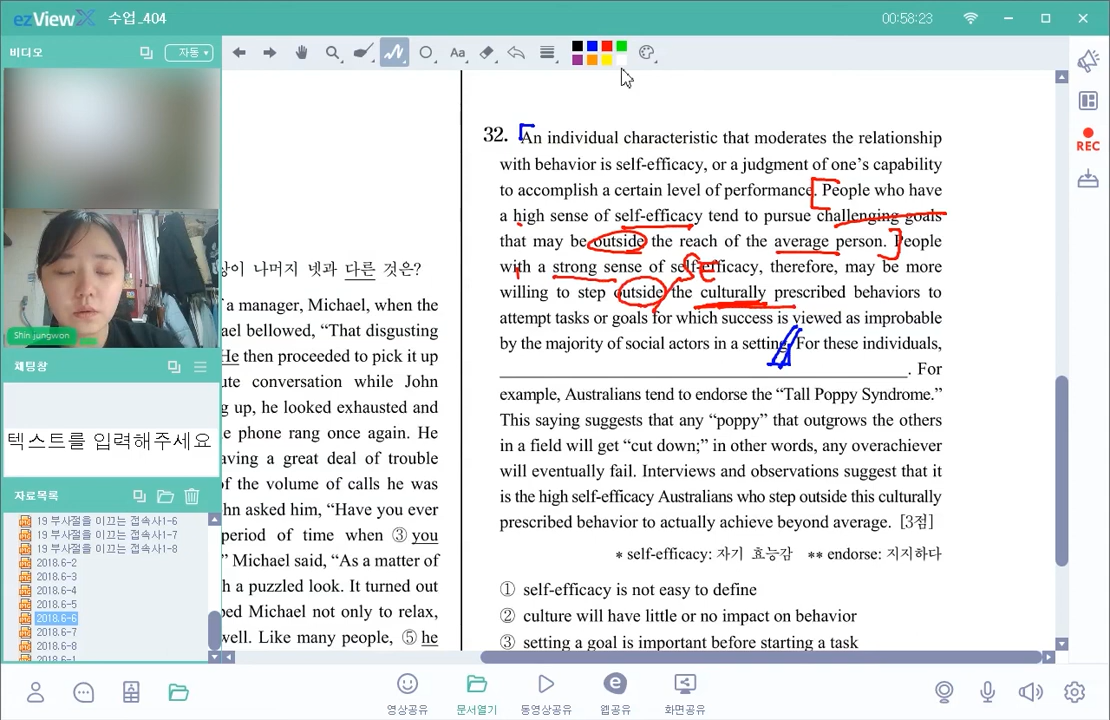 ezViewX 수업_404
00:58:23
비디오
자동
Aa
REC
Shin jungwon
채팅창
텍스트를 입력해주세요
자료목록
19 부사절을 이끄는 접속사1-6
19 부사절을 이끄는 접속사1-7
19 부사절을 이끄는 접속사1-8
2018.6-2
2018.6-3
2018.6-4
2018.6-5
2018.6-6
2018.6-7
2018.6-8
2018.6-1
이 나머지 넷과 다른 것은?
a manager, Michael, when the
ael bellowed, “That disgusting
He then proceeded to pick it up
ute conversation while John
g up, he looked exhausted and
e phone rang once again. He
aving a great deal of trouble
f the volume of calls he was
hn asked him, “Have you ever
period of time when ③ you
” Michael said, “As a matter of
h a puzzled look. It turned out
ped Michael not only to relax,
well. Like many people, ⑤ he
32. An individual characteristic that moderates the relationship
with behavior is self-efficacy, or a judgment of one’s capability
to accomplish a certain level of performance. People who have
a high sense of self-efficacy tend to pursue challenging goals
that may be outside the reach of the average person. People
with a strong sense of self-efficacy, therefore, may be more
SE
willing to step outside the culturally prescribed behaviors to
attempt tasks or goals for which success is viewed as improbable
by the majority of social actors in a setting. For these individuals,
. For
example, Australians tend to endorse the “Tall Poppy Syndrome.”
This saying suggests that any “poppy” that outgrows the others
in a field will get “cut down;” in other words, any overachiever
will eventually fail. Interviews and observations suggest that it
is the high self-efficacy Australians who step outside this culturally
prescribed behavior to actually achieve beyond average. [3점]
* self-efficacy: 자기 효능감 ** endorse: 지지하다
① self-efficacy is not easy to define
② culture will have little or no impact on behavior
③ setting a goal is important before starting a task
영상공유
문서열기
동영상공유
웹공유
화면공유